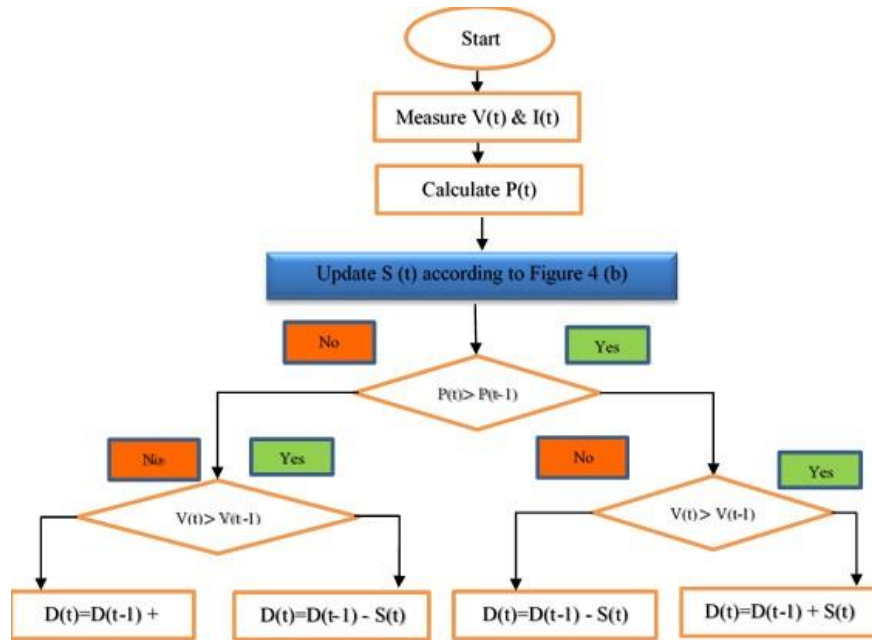 Start
Measure V(t) & I(t)
Calculate P(t)
Update S (t) according to Figure 4 (b)
No
Yes
P(t)> P(t-1)
Yes
No
Yes
V(t)> V(t-1)
V(t)> V(t-1)
D(t)=D(t-1) +
D(t)=D(t-1) - S(t)
D(t)=D(t-1) - S(t)
D(t)=D(t-1) + S(t)